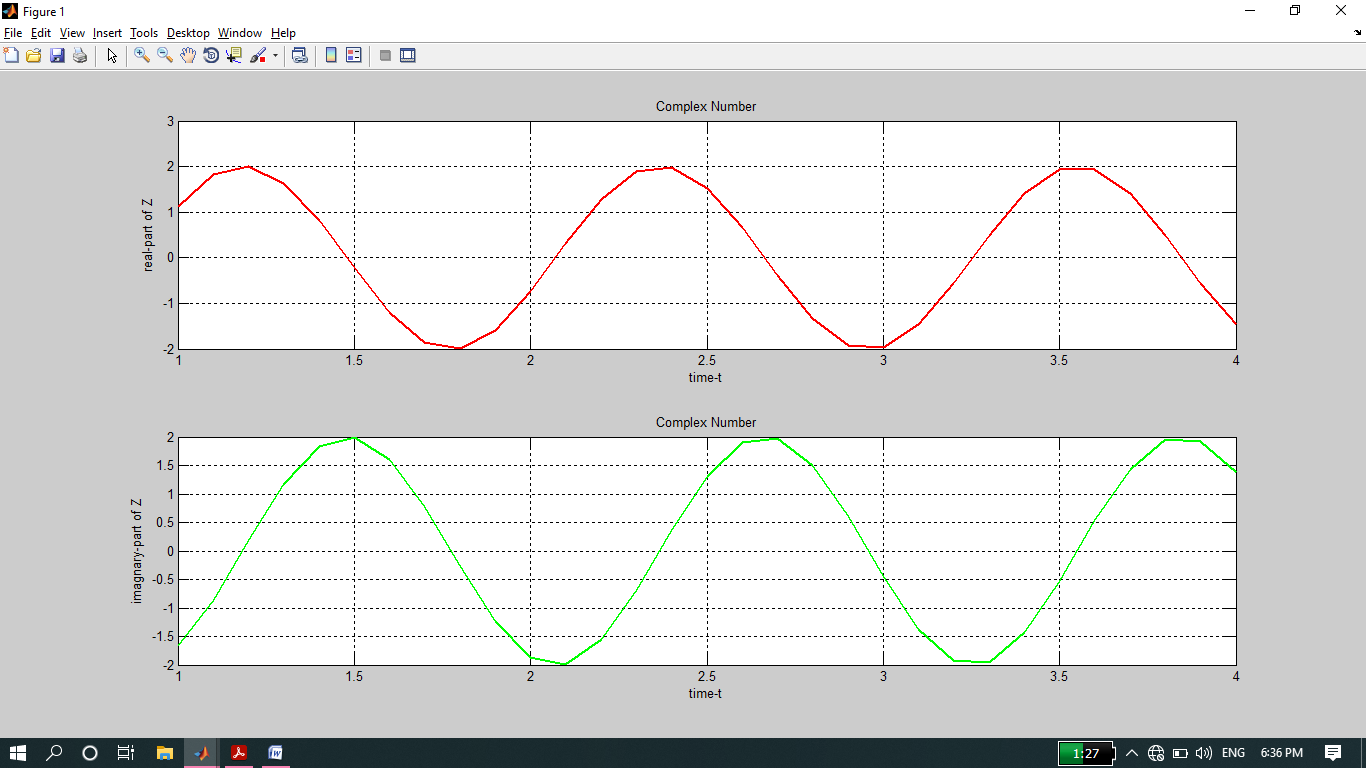 Figure 1
File Edit View Insert Tools Desktop Window Help
Complex Number
3
2
1
0
-1
-2
real-part of Z
1 1.5 2 2.5 3 3.5 4
time-t
Complex Number
2
1.5
1
0.5
0
-0.5
-1
-1.5
-2
imagnary-part of Z
1 1.5 2 2.5 3 3.5 4
time-t
1:27 ENG 6:36 PM